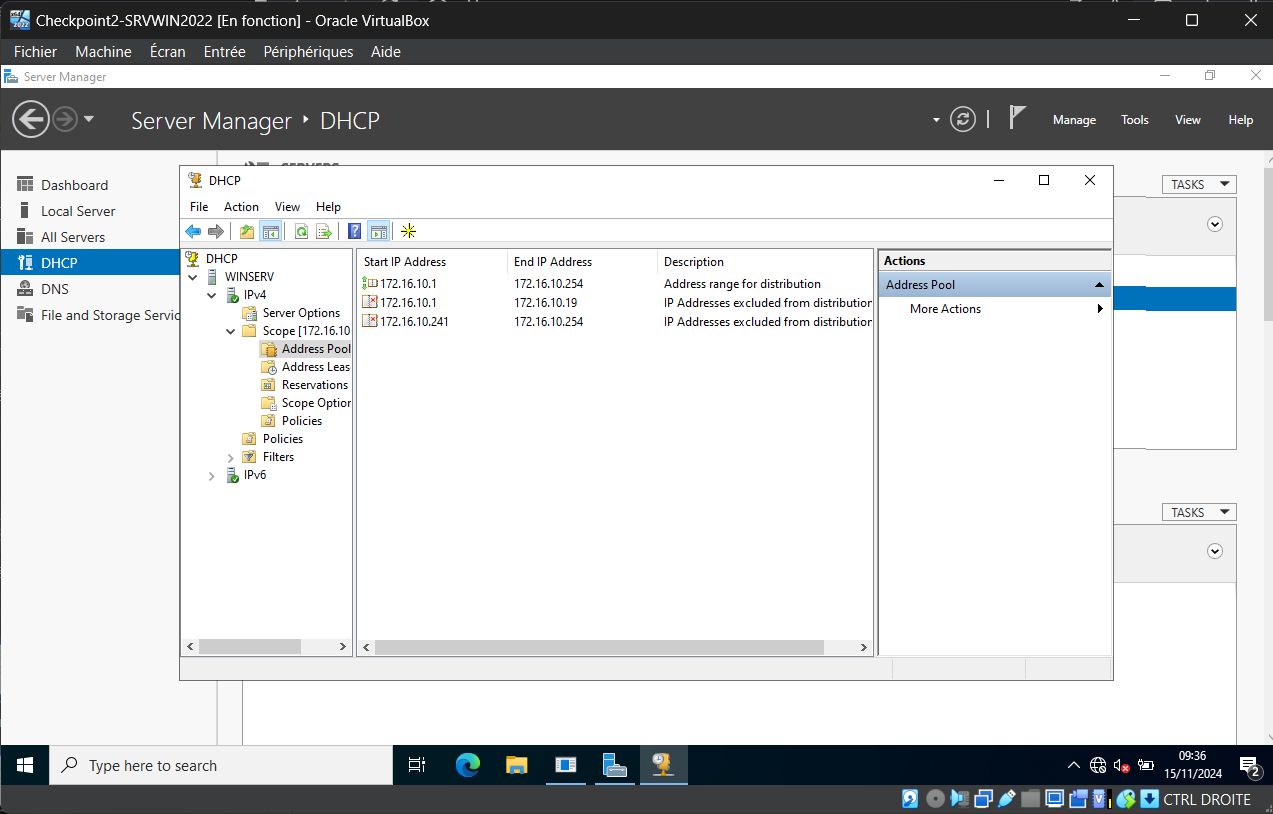 Checkpoint2-SRVWIN2022 [En fonction] - Oracle VirtualBox
Fichier Machine Écran Entrée Périphériques Aide
Server Manager
Server Manager DHCP
Manage Tools View Help
Dashboard
Local Server
All Servers
DHCP
DNS
File and Storage Servic
TASKS
TASKS
DHCP
File Action View Help
DHCP
WINSERV
IPv4
Server Options
Scope [172.16.10
Address Pool
Address Leas
Reservations
Scope Option
Policies
Policies
Filters
IPv6
Start IP Address End IP Address Description
172.16.10.1 172.16.10.254 Address range for distribution
172.16.10.1 172.16.10.19 IP Addresses excluded from distribution
172.16.10.241 172.16.10.254 IP Addresses excluded from distribution
Actions
Address Pool
More Actions
Type here to search
09:36
15/11/2024
2
CTRL DROITE